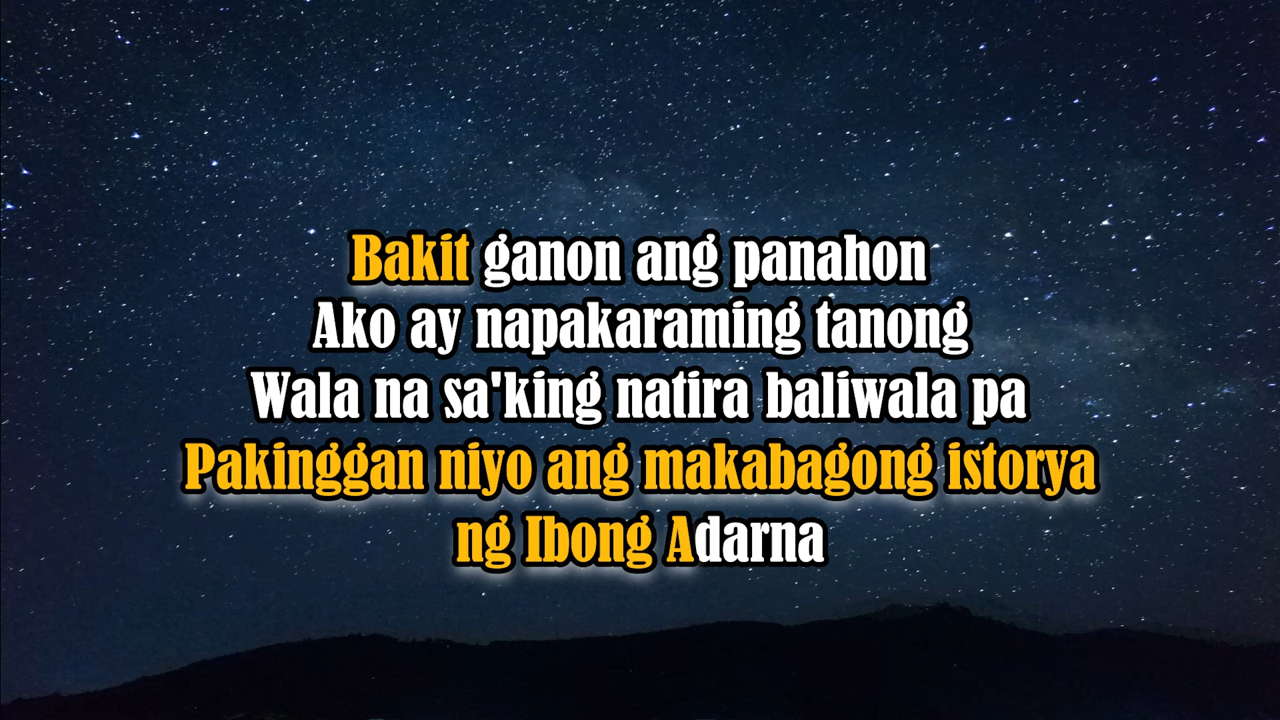 Bakit ganon ang panahon
Ako ay napakaraming tanong
Wala na sa'king natira baliwala pa
Pakinggan niyo ang makabagong istorya
ng Ibong Adarna